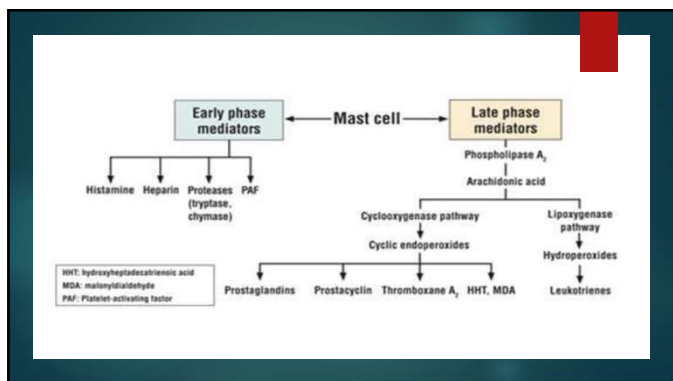 Early phase
mediators
Mast cell
Late phase
mediators
Phospholipase A2
Arachidonic acid
Histamine Heparin Proteases PAF
(tryptase,
chymase)
Cyclooxygenase pathway
Lipoxygenase
pathway
Cyclic endoperoxides
Hydroperoxides
HHT: hydroxyheptadecatrienoic acid
MDA: malonyldialdehyde
PAF: Platelet-activating factor
Prostaglandins Prostacyclin Thromboxane A2 HHT, MDA Leukotrienes